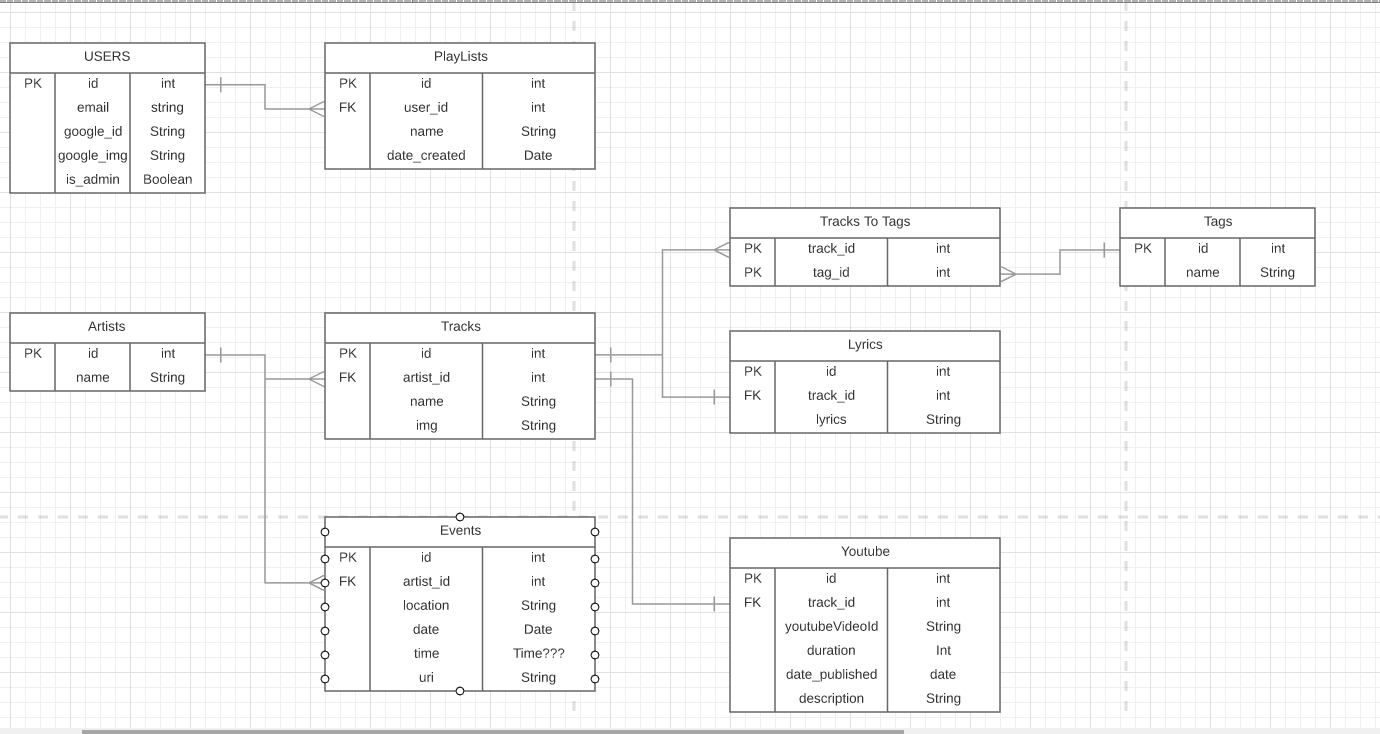 USERS
PK id int
email string
google_id String
google_img String
is_admin Boolean
PlayLists
PK id int
FK user_id int
name String
date_created Date
Tracks To Tags
PK track_id int
PK tag_id int
Tags
PK id int
name String
Artists
PK id int
name String
Tracks
PK id int
FK artist_id int
name String
img String
Lyrics
PK id int
FK track_id int
lyrics String
Events
PK id int
FK artist_id int
location String
date Date
time Time???
uri String
Youtube
PK id int
FK track_id int
youtubeVideoId String
duration Int
date_published date
description String